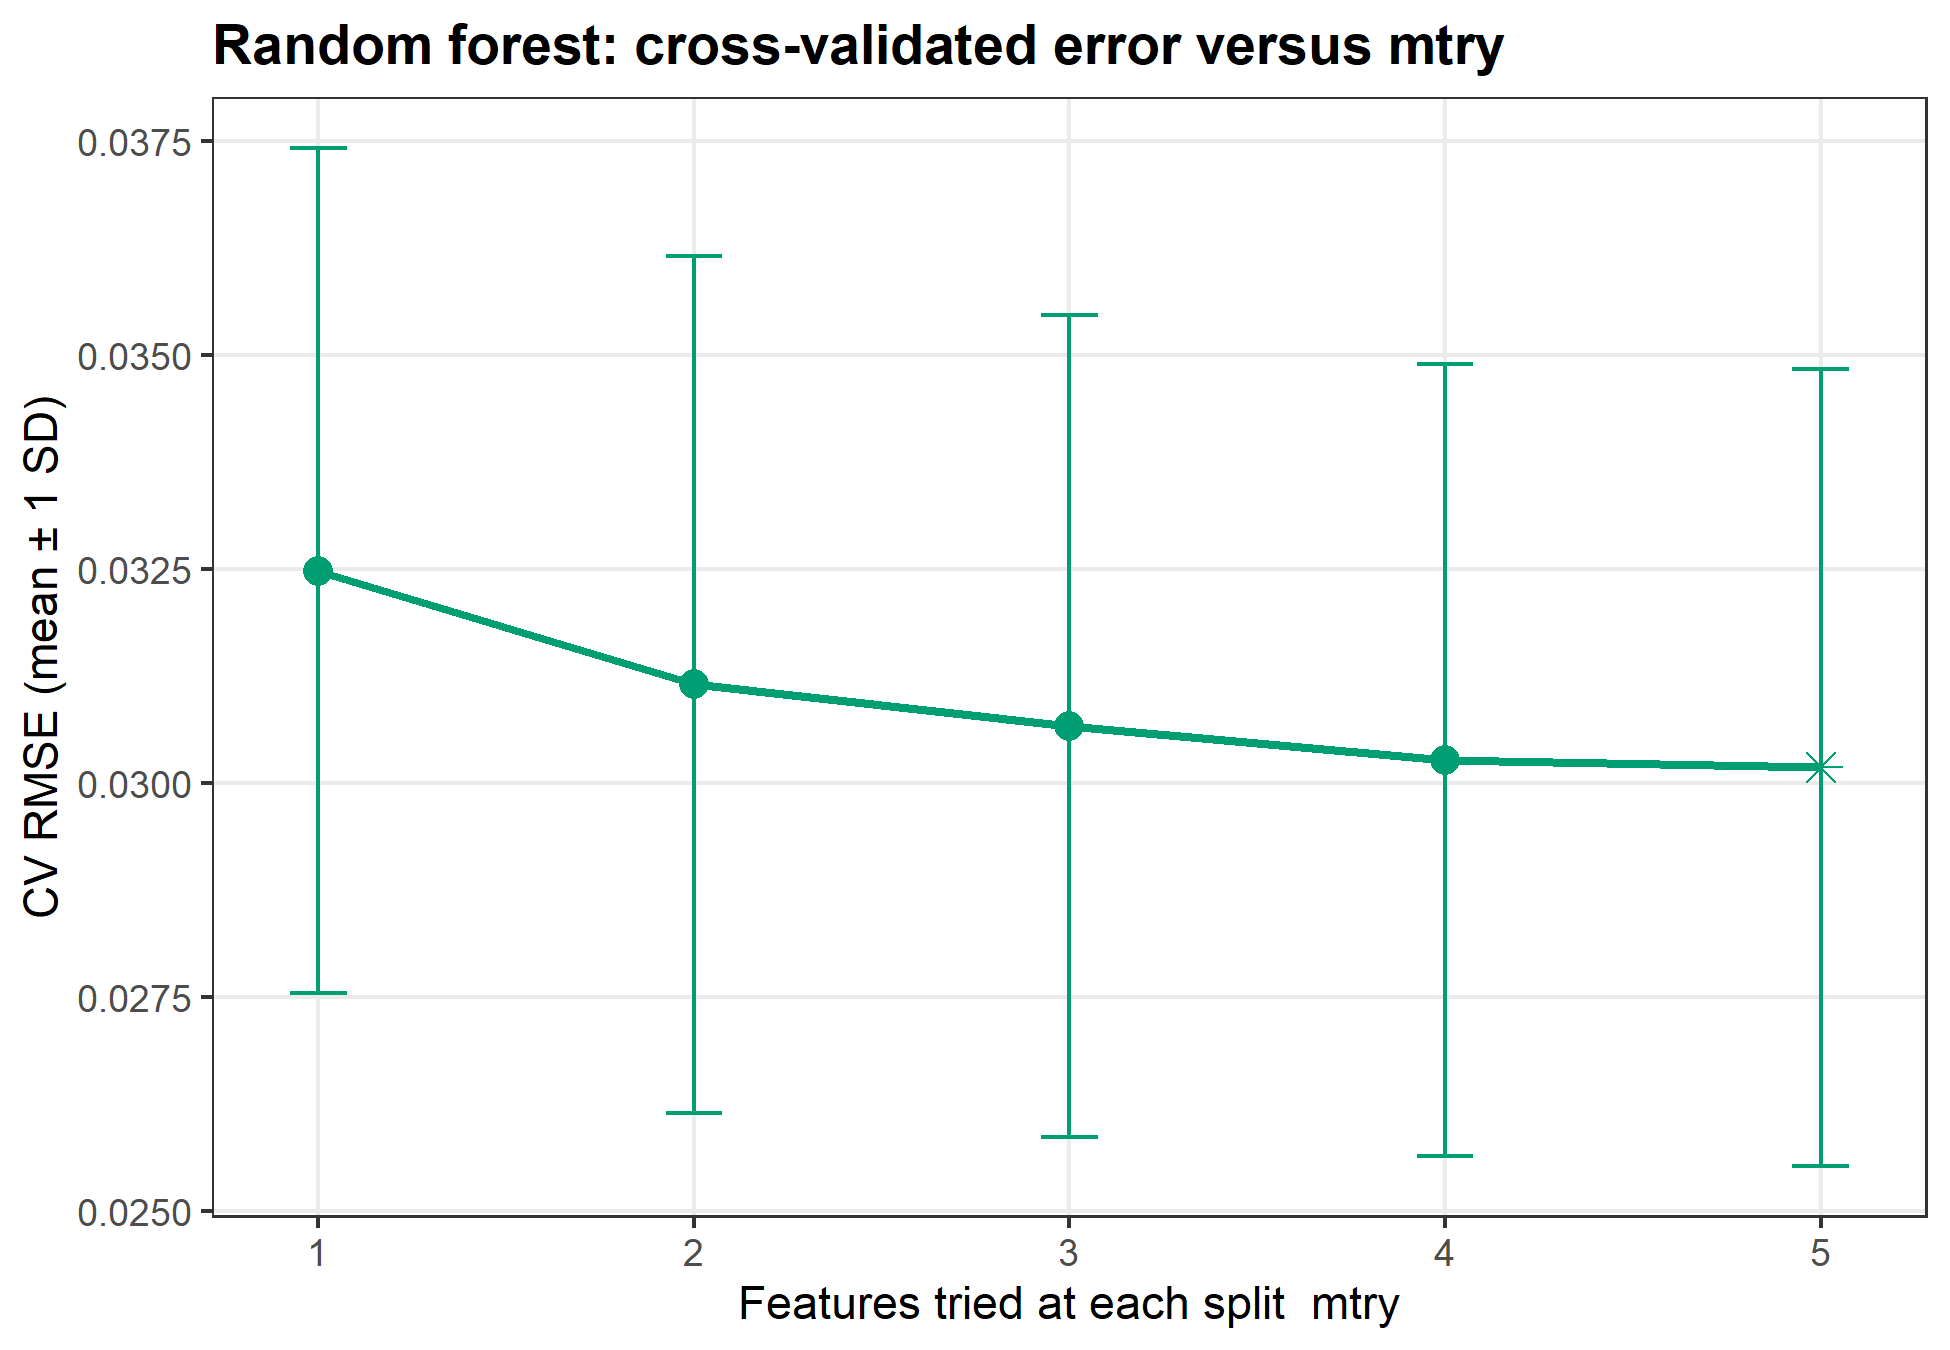 Random forest: cross-validated error versus mtry
CV RMSE (mean ± 1 SD)
0.0375
0.0350
0.0325
0.0300
0.0275
0.0250
1 2 3 4 5
Features tried at each split  mtry